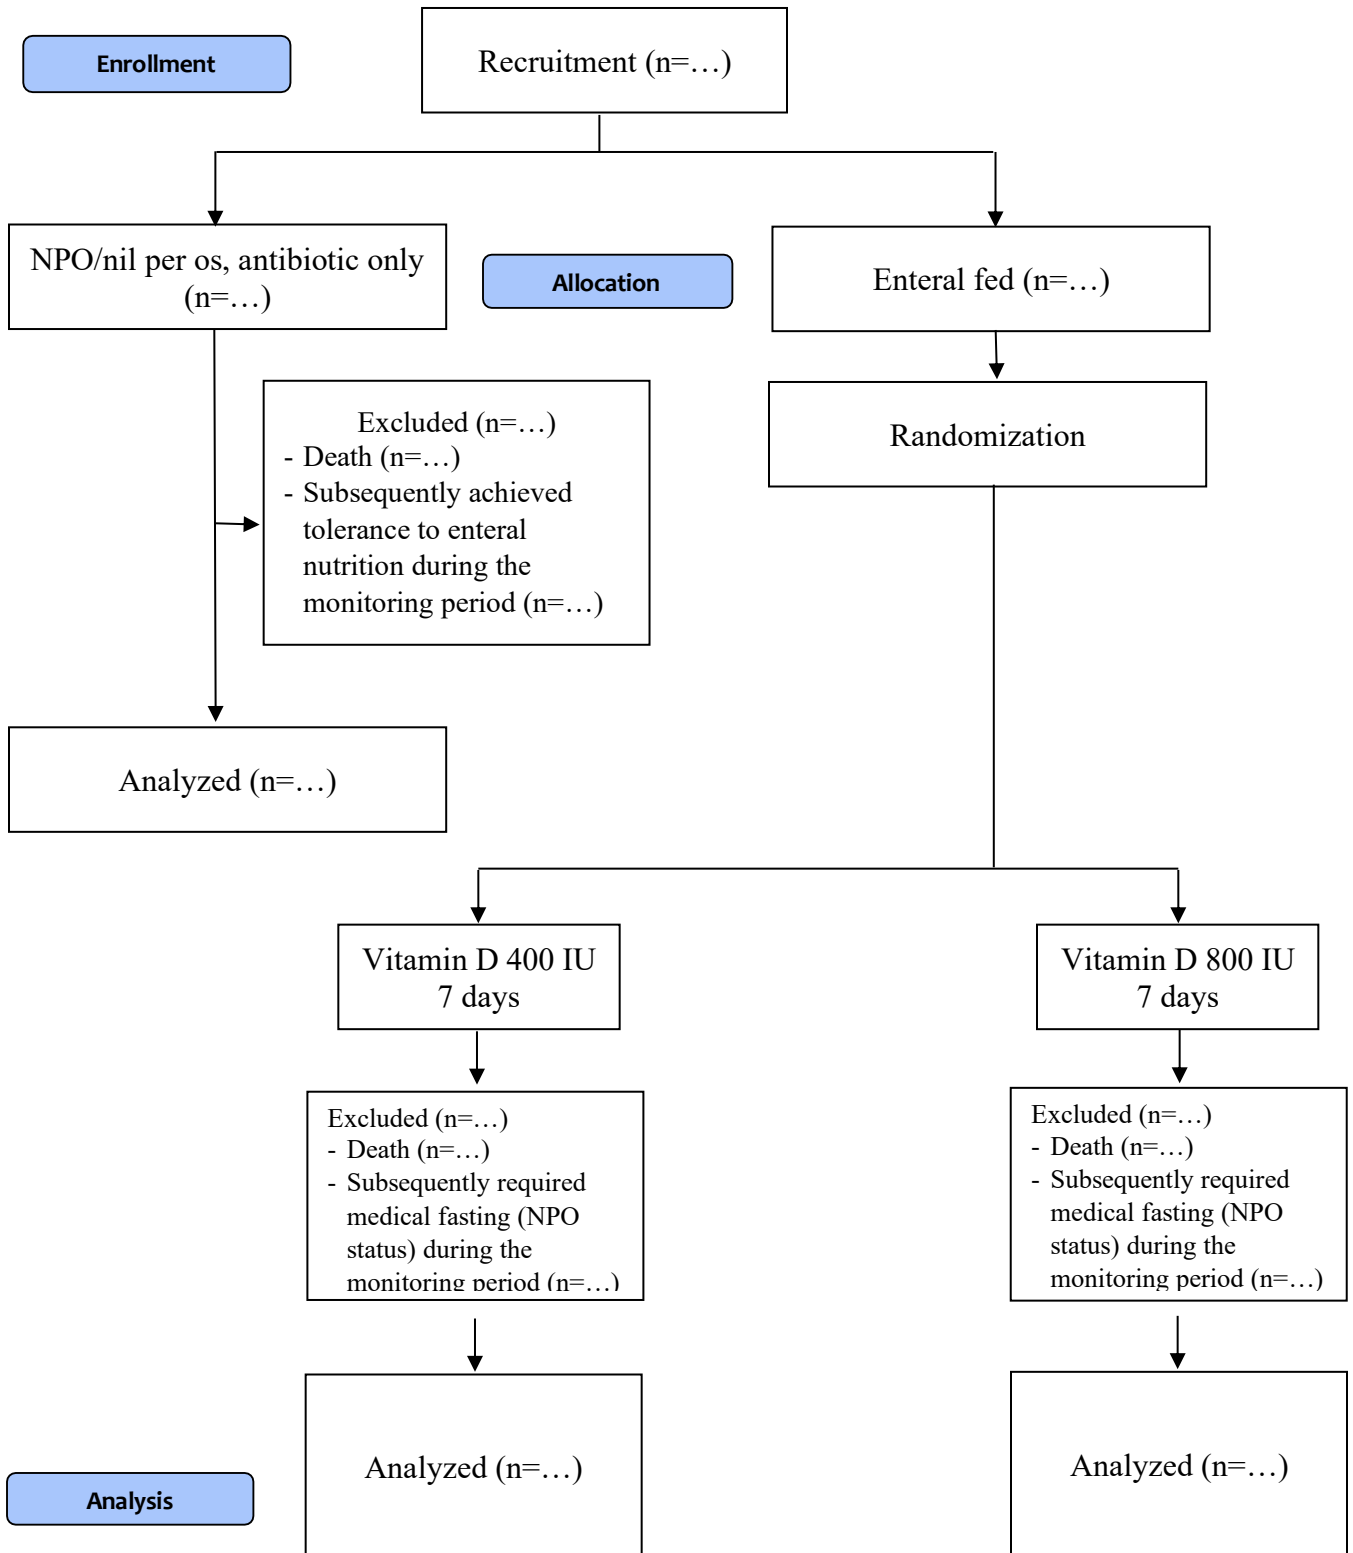 Enrollment
Recruitment (n=…)
NPO/nil per os, antibiotic only
(n=…)
Allocation
Enteral fed (n=…)
Excluded (n=…)
- Death (n=…)
- Subsequently achieved
tolerance to enteral
nutrition during the
monitoring period (n=…)
Randomization
Analyzed (n=…)
Vitamin D 400 IU
7 days
Vitamin D 800 IU
7 days
Excluded (n=…)
- Death (n=…)
- Subsequently required
medical fasting (NPO
status) during the
monitoring period (n=…)
Excluded (n=…)
- Death (n=…)
- Subsequently required
medical fasting (NPO
status) during the
monitoring period (n=…)
Analyzed (n=…)
Analyzed (n=…)
Analysis